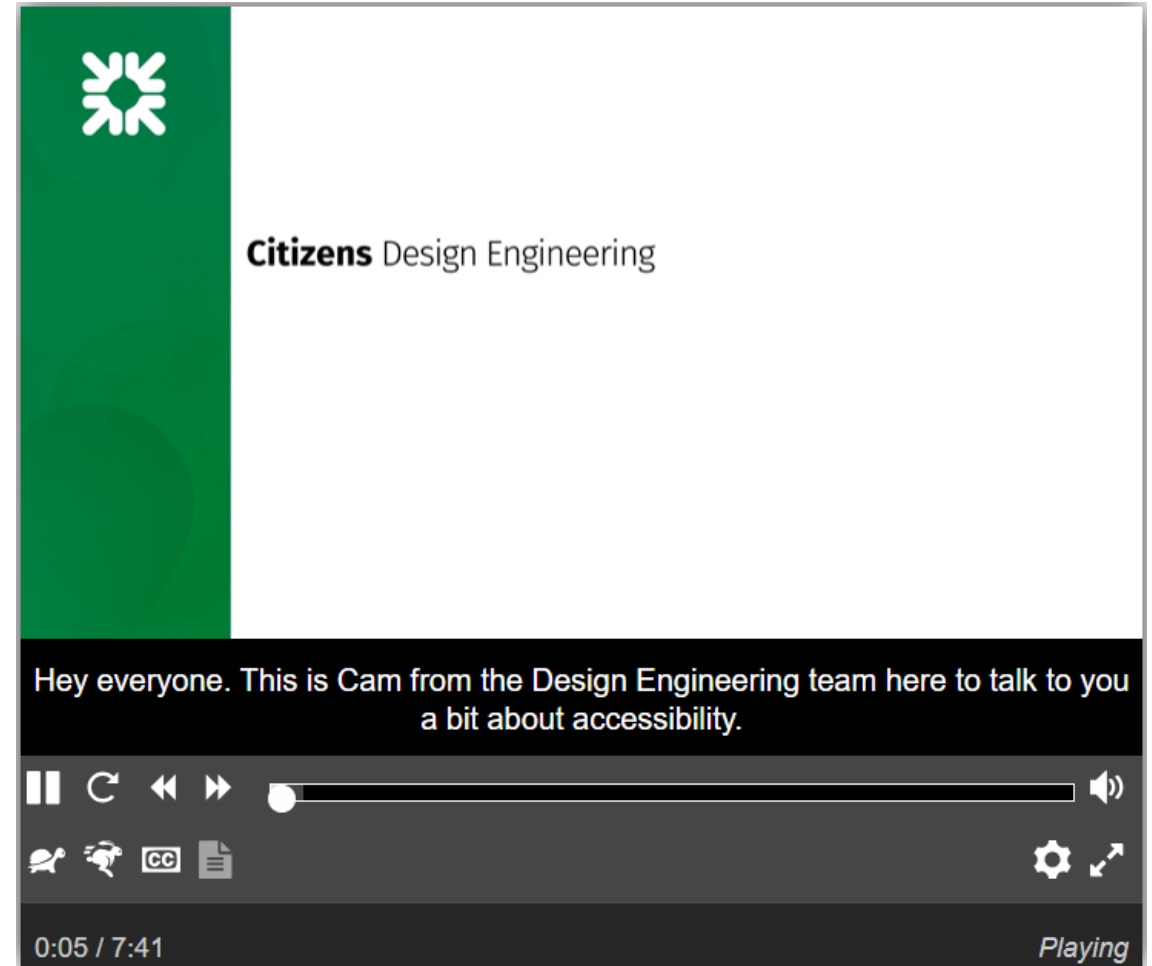 Citizens Design Engineering
Hey everyone. This is Cam from the Design Engineering team here to talk to you
a bit about accessibility.
CC
0:05 / 7:41
Playing